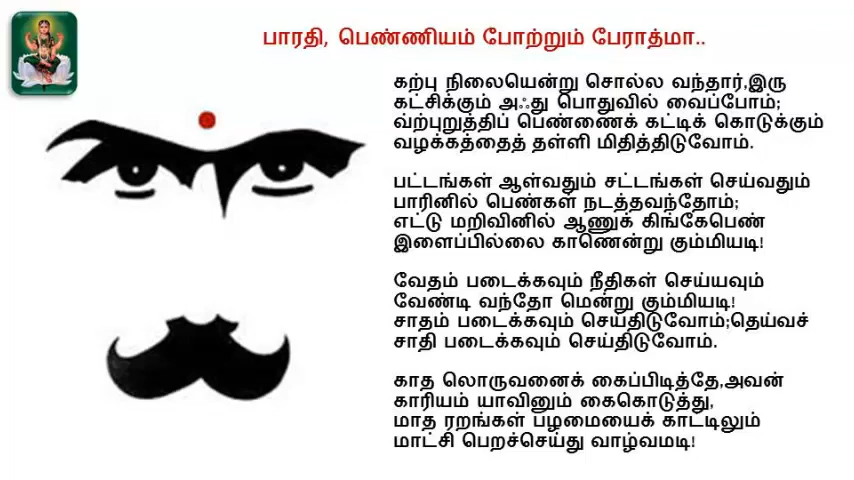 பாரதி, பெண்ணியம் போற்றும் பேராத்மா..
கற்பு நிலையென்று சொல்ல வந்தார்,இரு
கட்சிக்கும் அஃது பொதுவில் வைப்போம்;
வற்புறுத்திப் பெண்ணைக் கட்டிக் கொடுக்கும்
வழக்கத்தைத் தள்ளி மிதித்திடுவோம்.
பட்டங்கள் ஆள்வதும் சட்டங்கள் செய்வதும்
பாரினில் பெண்கள் நடத்தவந்தோம்;
எட்டு மறிவினில் ஆணுக் கிங்கேபெண்
இளைப்பில்லை காணென்று கும்மியடி!
வேதம் படைக்கவும் நீதிகள் செய்யவும்
வேண்டி வந்தோ மென்று கும்மியடி!
சாதம் படைக்கவும் செய்திடுவோம்;தெய்வச்
சாதி படைக்கவும் செய்திடுவோம்.
காத லொருவனைக் கைப்பிடித்தே,அவன்
காரியம் யாவினும் கைகொடுத்து,
மாத ரறங்கள் பழமையைக் காட்டிலும்
மாட்சி பெறச்செய்து வாழ்வமடி!